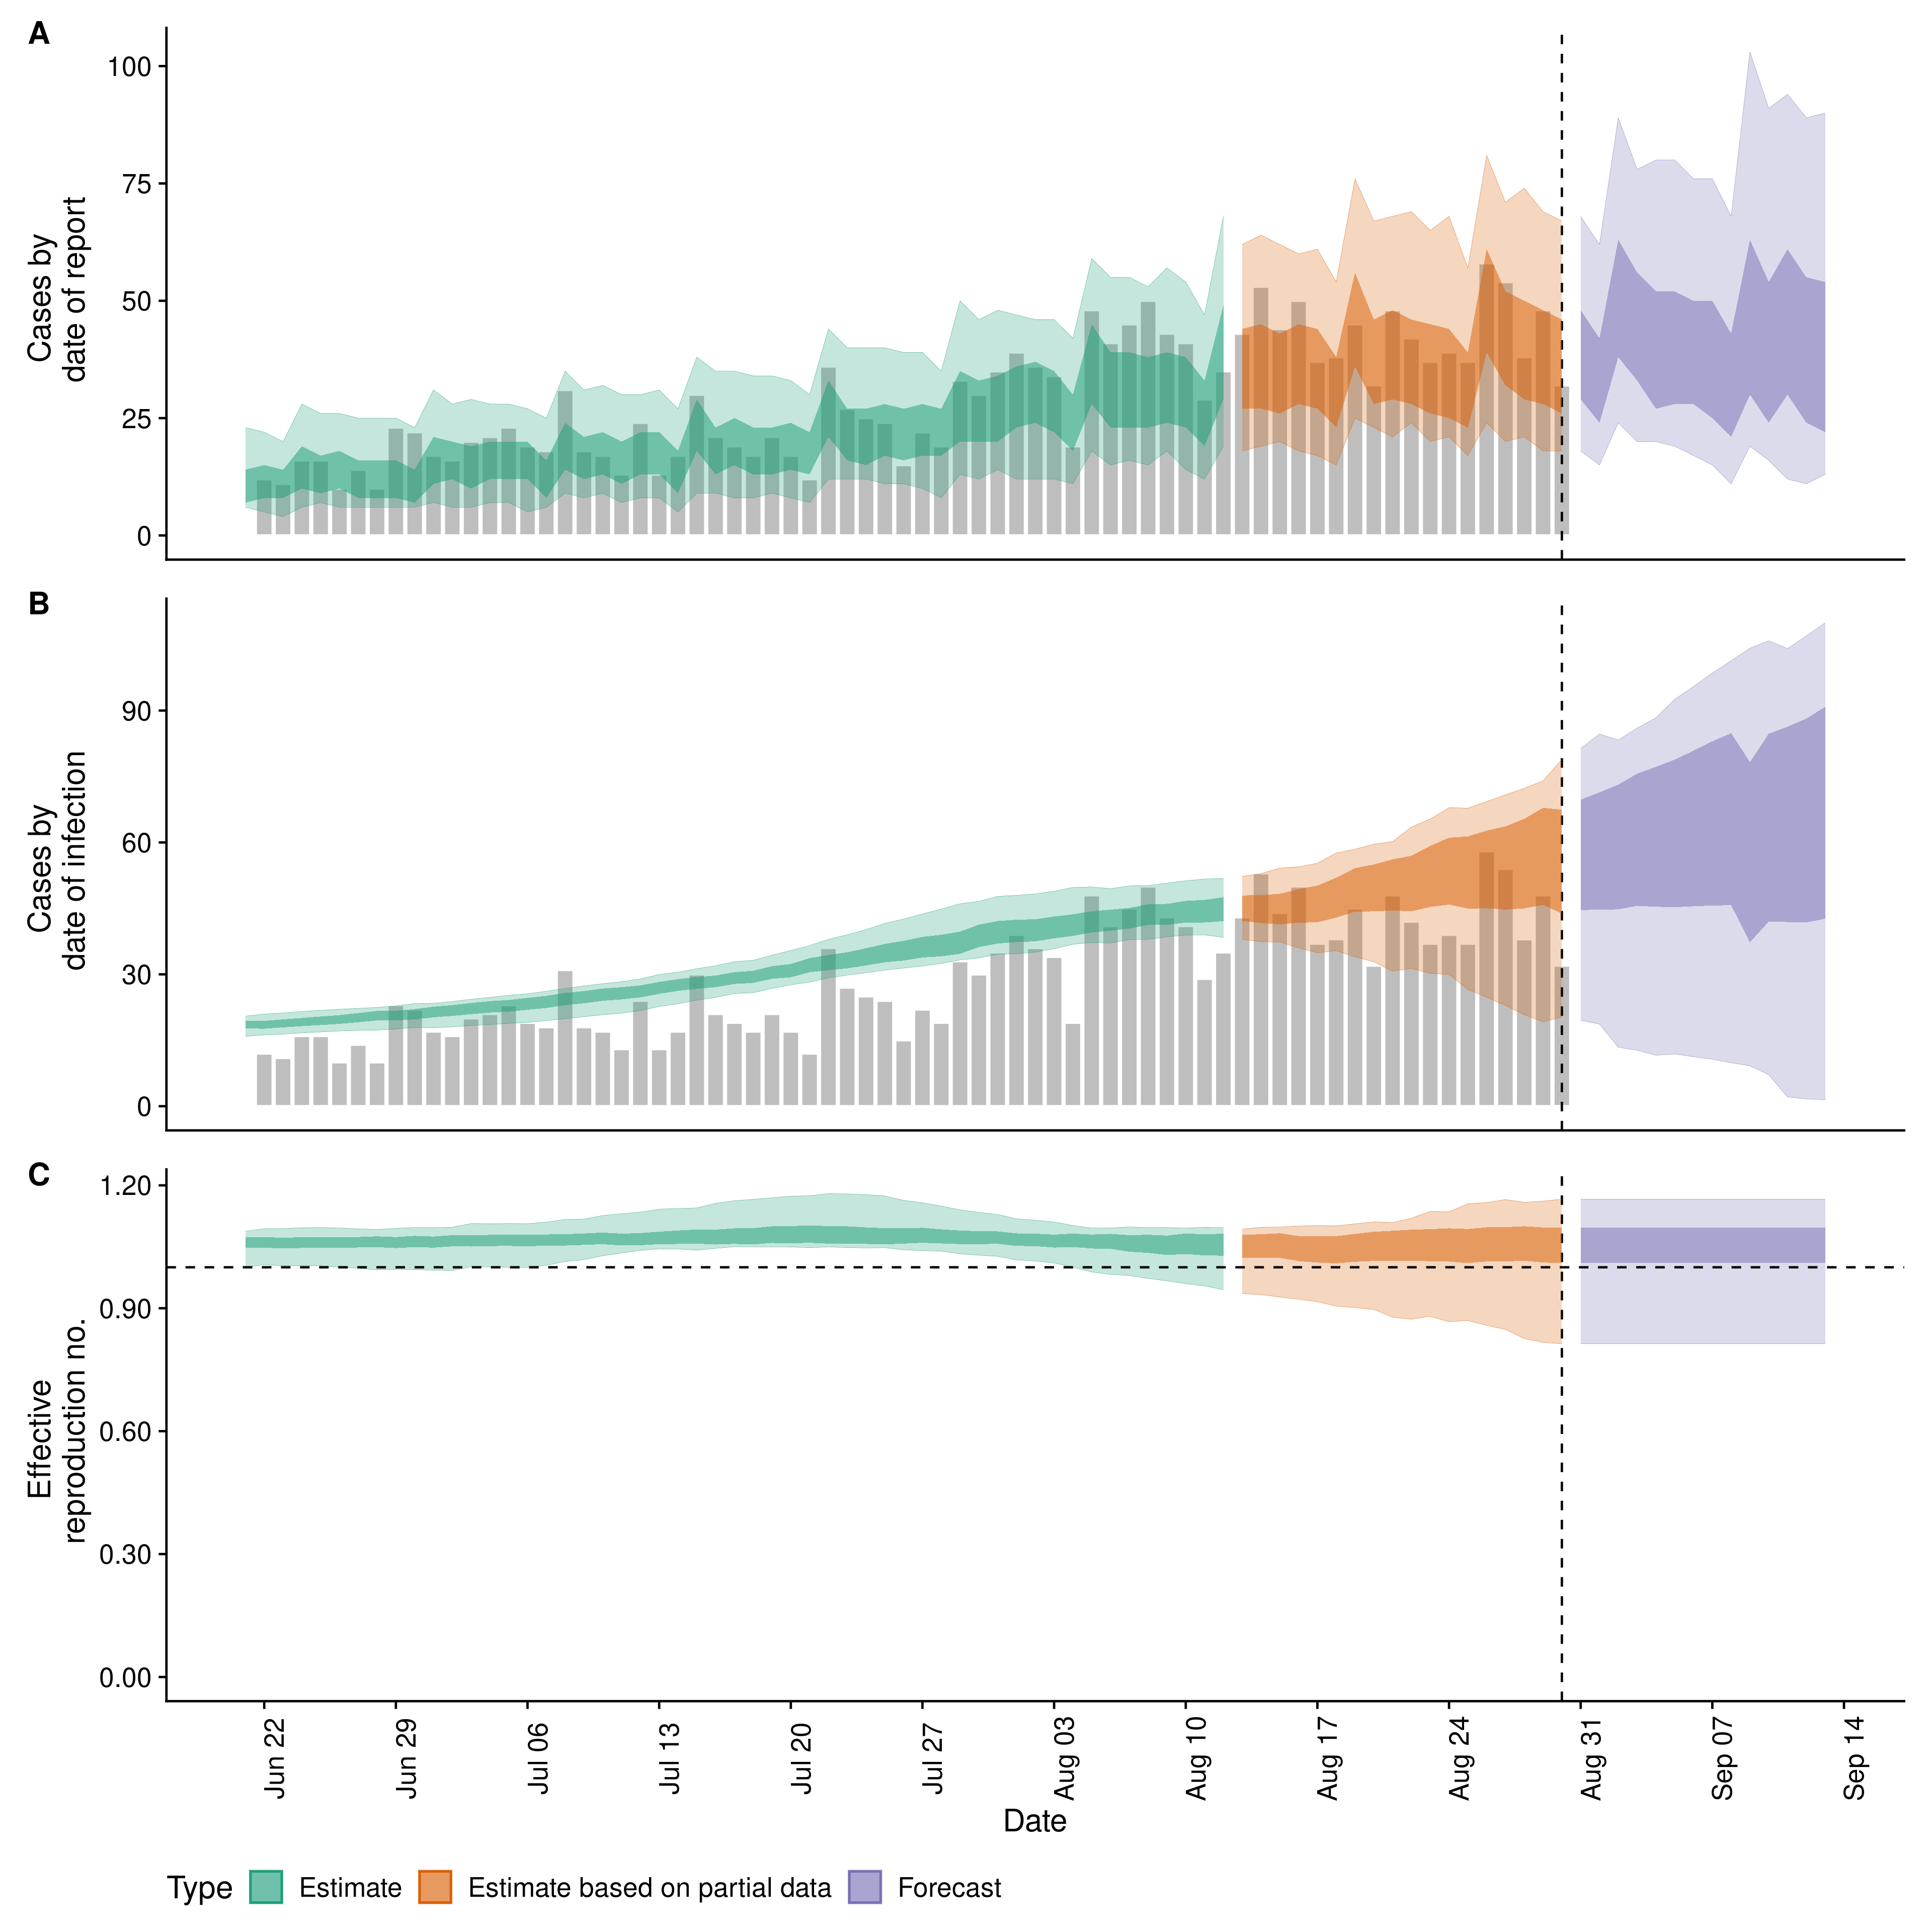 A
100
75
50
25
0
Cases by
date of report
B
90
60
30
0
Cases by
date of infection
C
1.20
0.90
0.60
0.30
0.00
Effective
reproduction no.
Jun 22
Jun 29
Jul 06
Jul 13
Jul 20
Jul 27
Aug 03
Aug 10
Aug 17
Aug 24
Aug 31
Sep 07
Sep 14
Date
Type
Estimate
Estimate based on partial data
Forecast